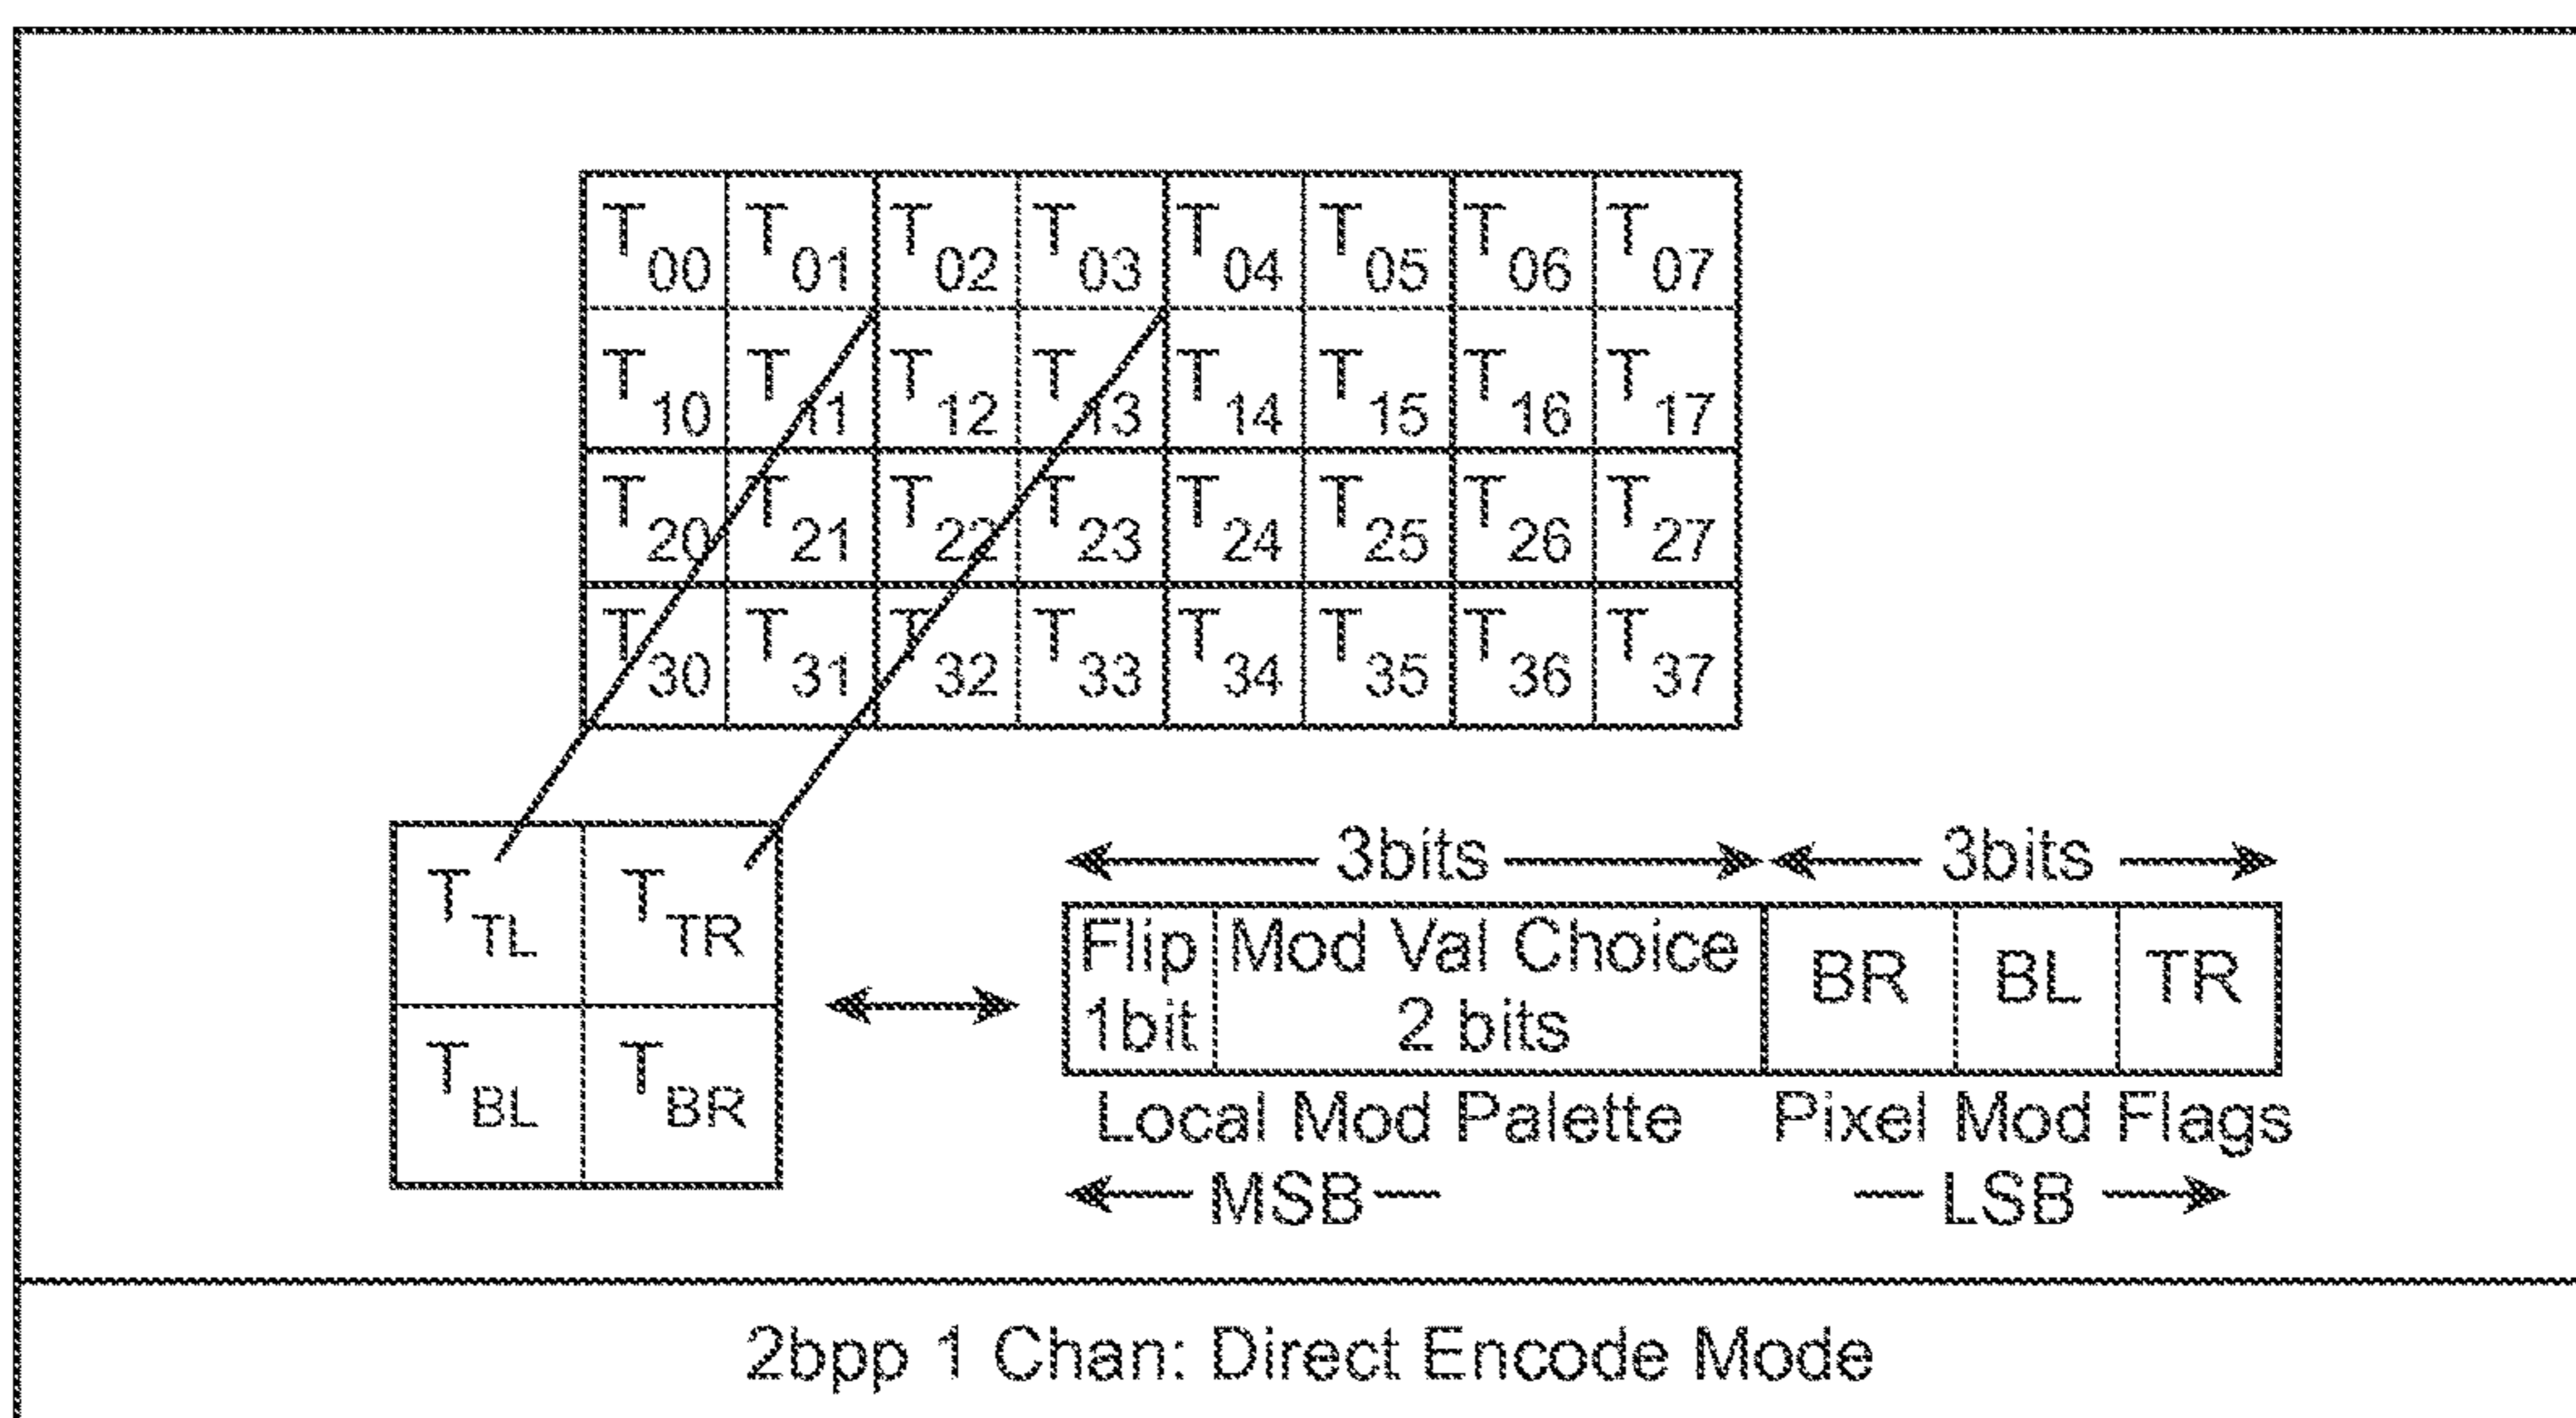 T00 T01 T02 T03 T04 T05 T06 T07
T10 T11 T12 T13 T14 T15 T16 T17
T20 T21 T22 T23 T24 T25 T26 T27
T30 T31 T32 T33 T34 T35 T36 T37
TTL TTR
TBL TBR
3bits 3bits
Flip Mod Val Choice BR BL TR
1bit 2 bits
Local Mod Palette Pixel Mod Flags
MSB LSB
2bpp 1 Chan: Direct Encode Mode